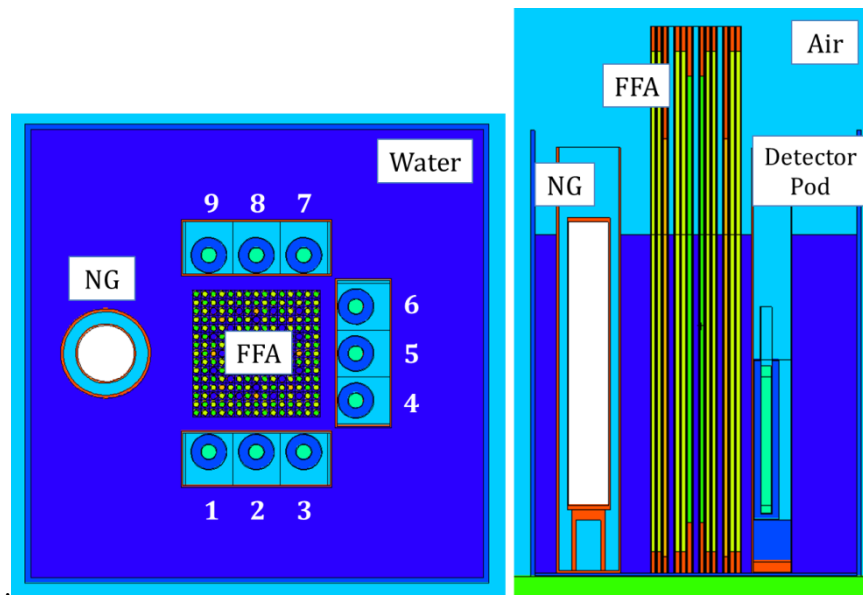 Water
9 8 7
NG
6
FFA
5
4
1 2 3
Air
FFA
Detector
Pod
NG